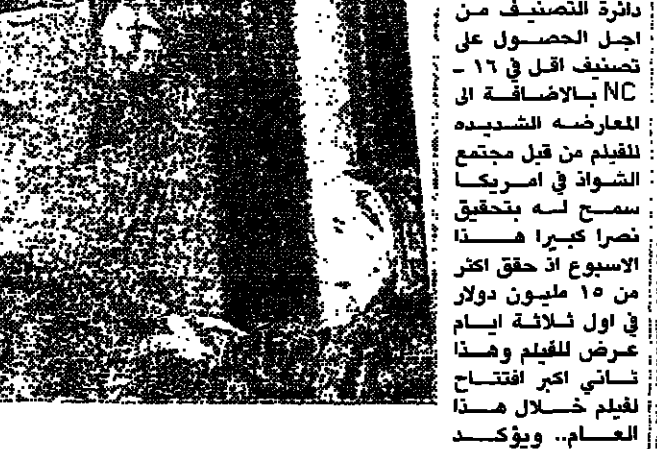 دائرة التصنيف من
اجل الحصول على
تصنيف اقل في ١٦ -
NC بالاضافة الى
المعارضه الشديده
للفيلم من قبل مجتمع
الشواذ في امريكا
سمح له بتحقيق
نصرا كبيرا هذا
الاسبوع اذ حقق اكثر
من ١٥ مليون دولار
في اول ثلاثة ايام
عرض للفيلم وهذا
تاني اكبر افتتاح
لفيلم خلال هذا
العام.. ويؤكد